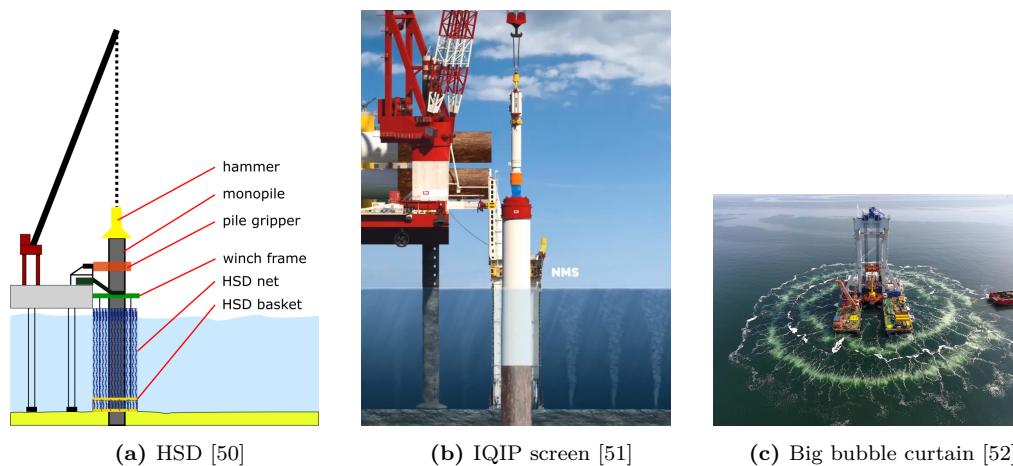 hammer
monopile
pile gripper
winch frame
HSD net
HSD basket
NMS
(a) HSD [50]
(b) IQIP screen [51]
(c) Big bubble curtain [52]